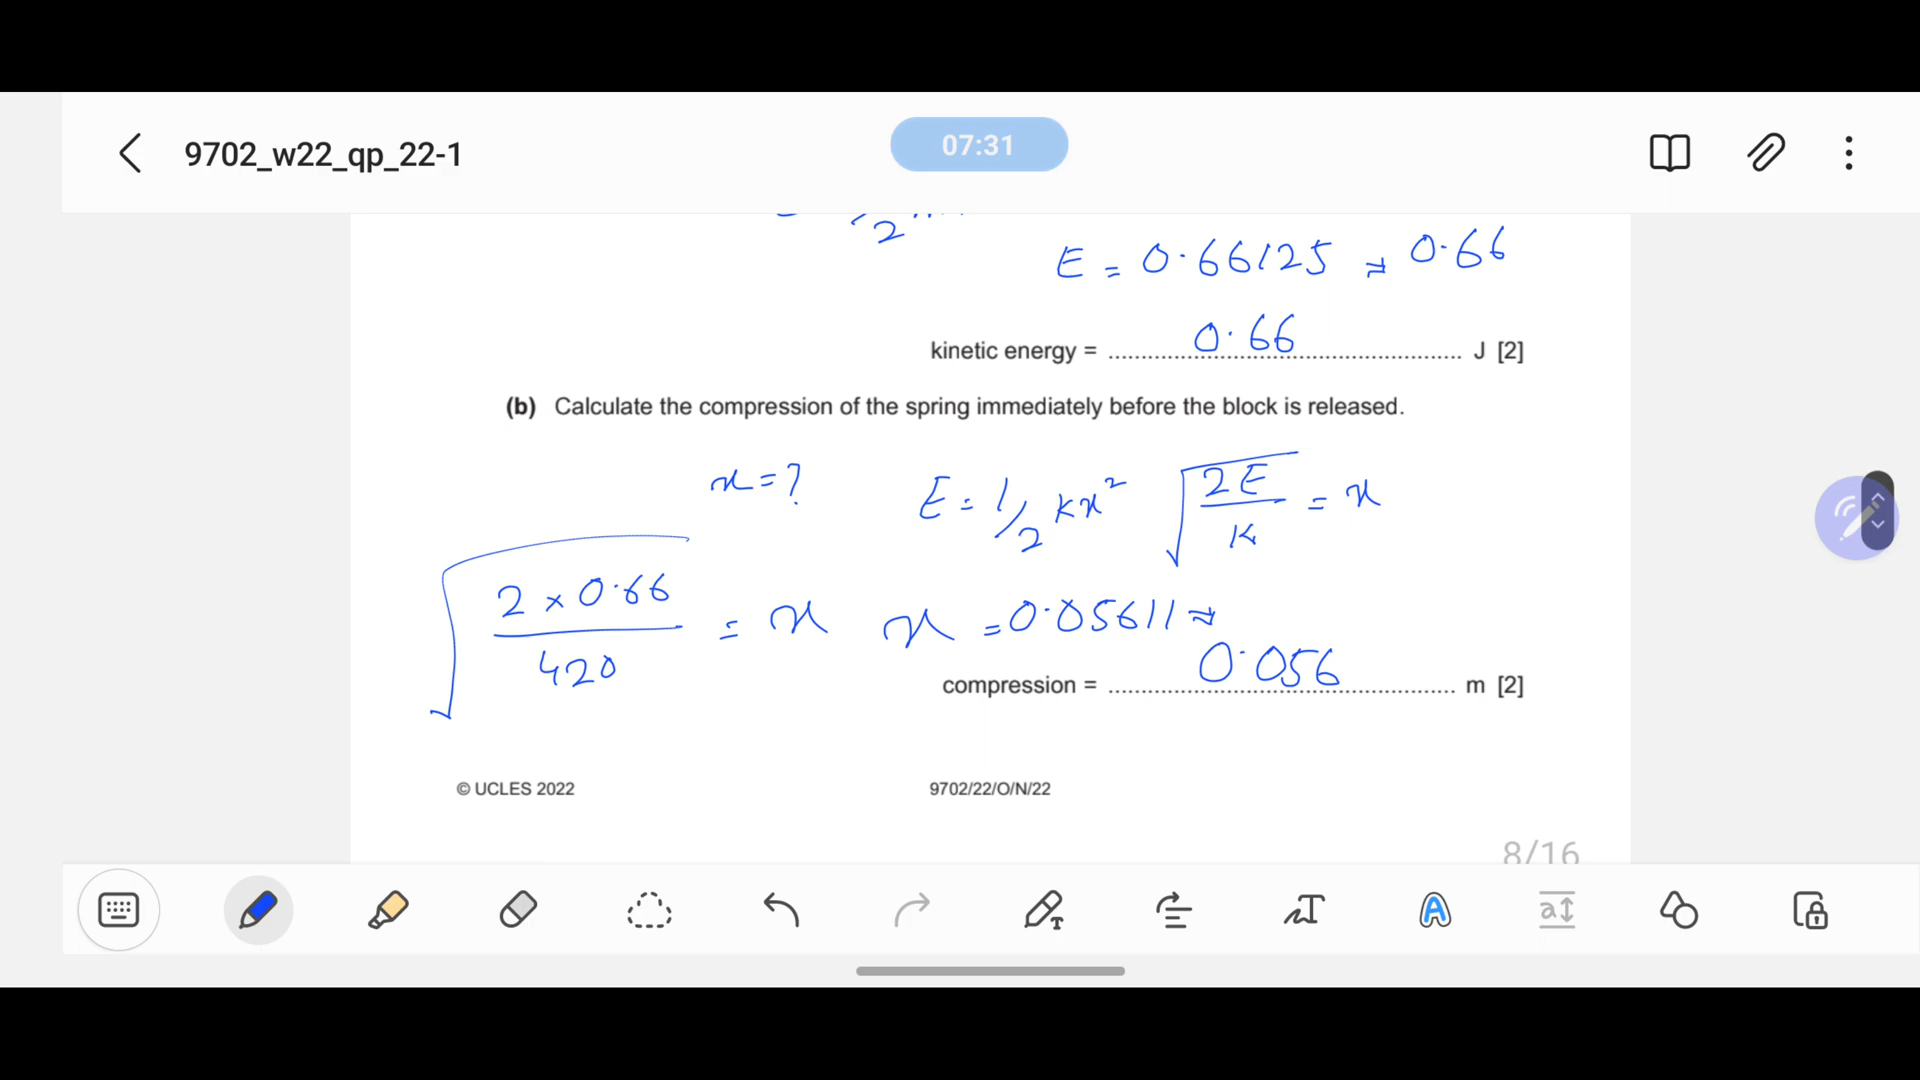 9702_w22_qp_22-1
07:31
2
E = 0.66125 ≈ 0.66
kinetic energy = 0.66 J [2]
(b) Calculate the compression of the spring immediately before the block is released.
x = ? E = 1/2 kx² √(2E/K) = x
√(2 × 0.66 / 420) = x x = 0.05611 ≈
compression = 0.056 m [2]
© UCLES 2022 9702/22/O/N/22
8/16